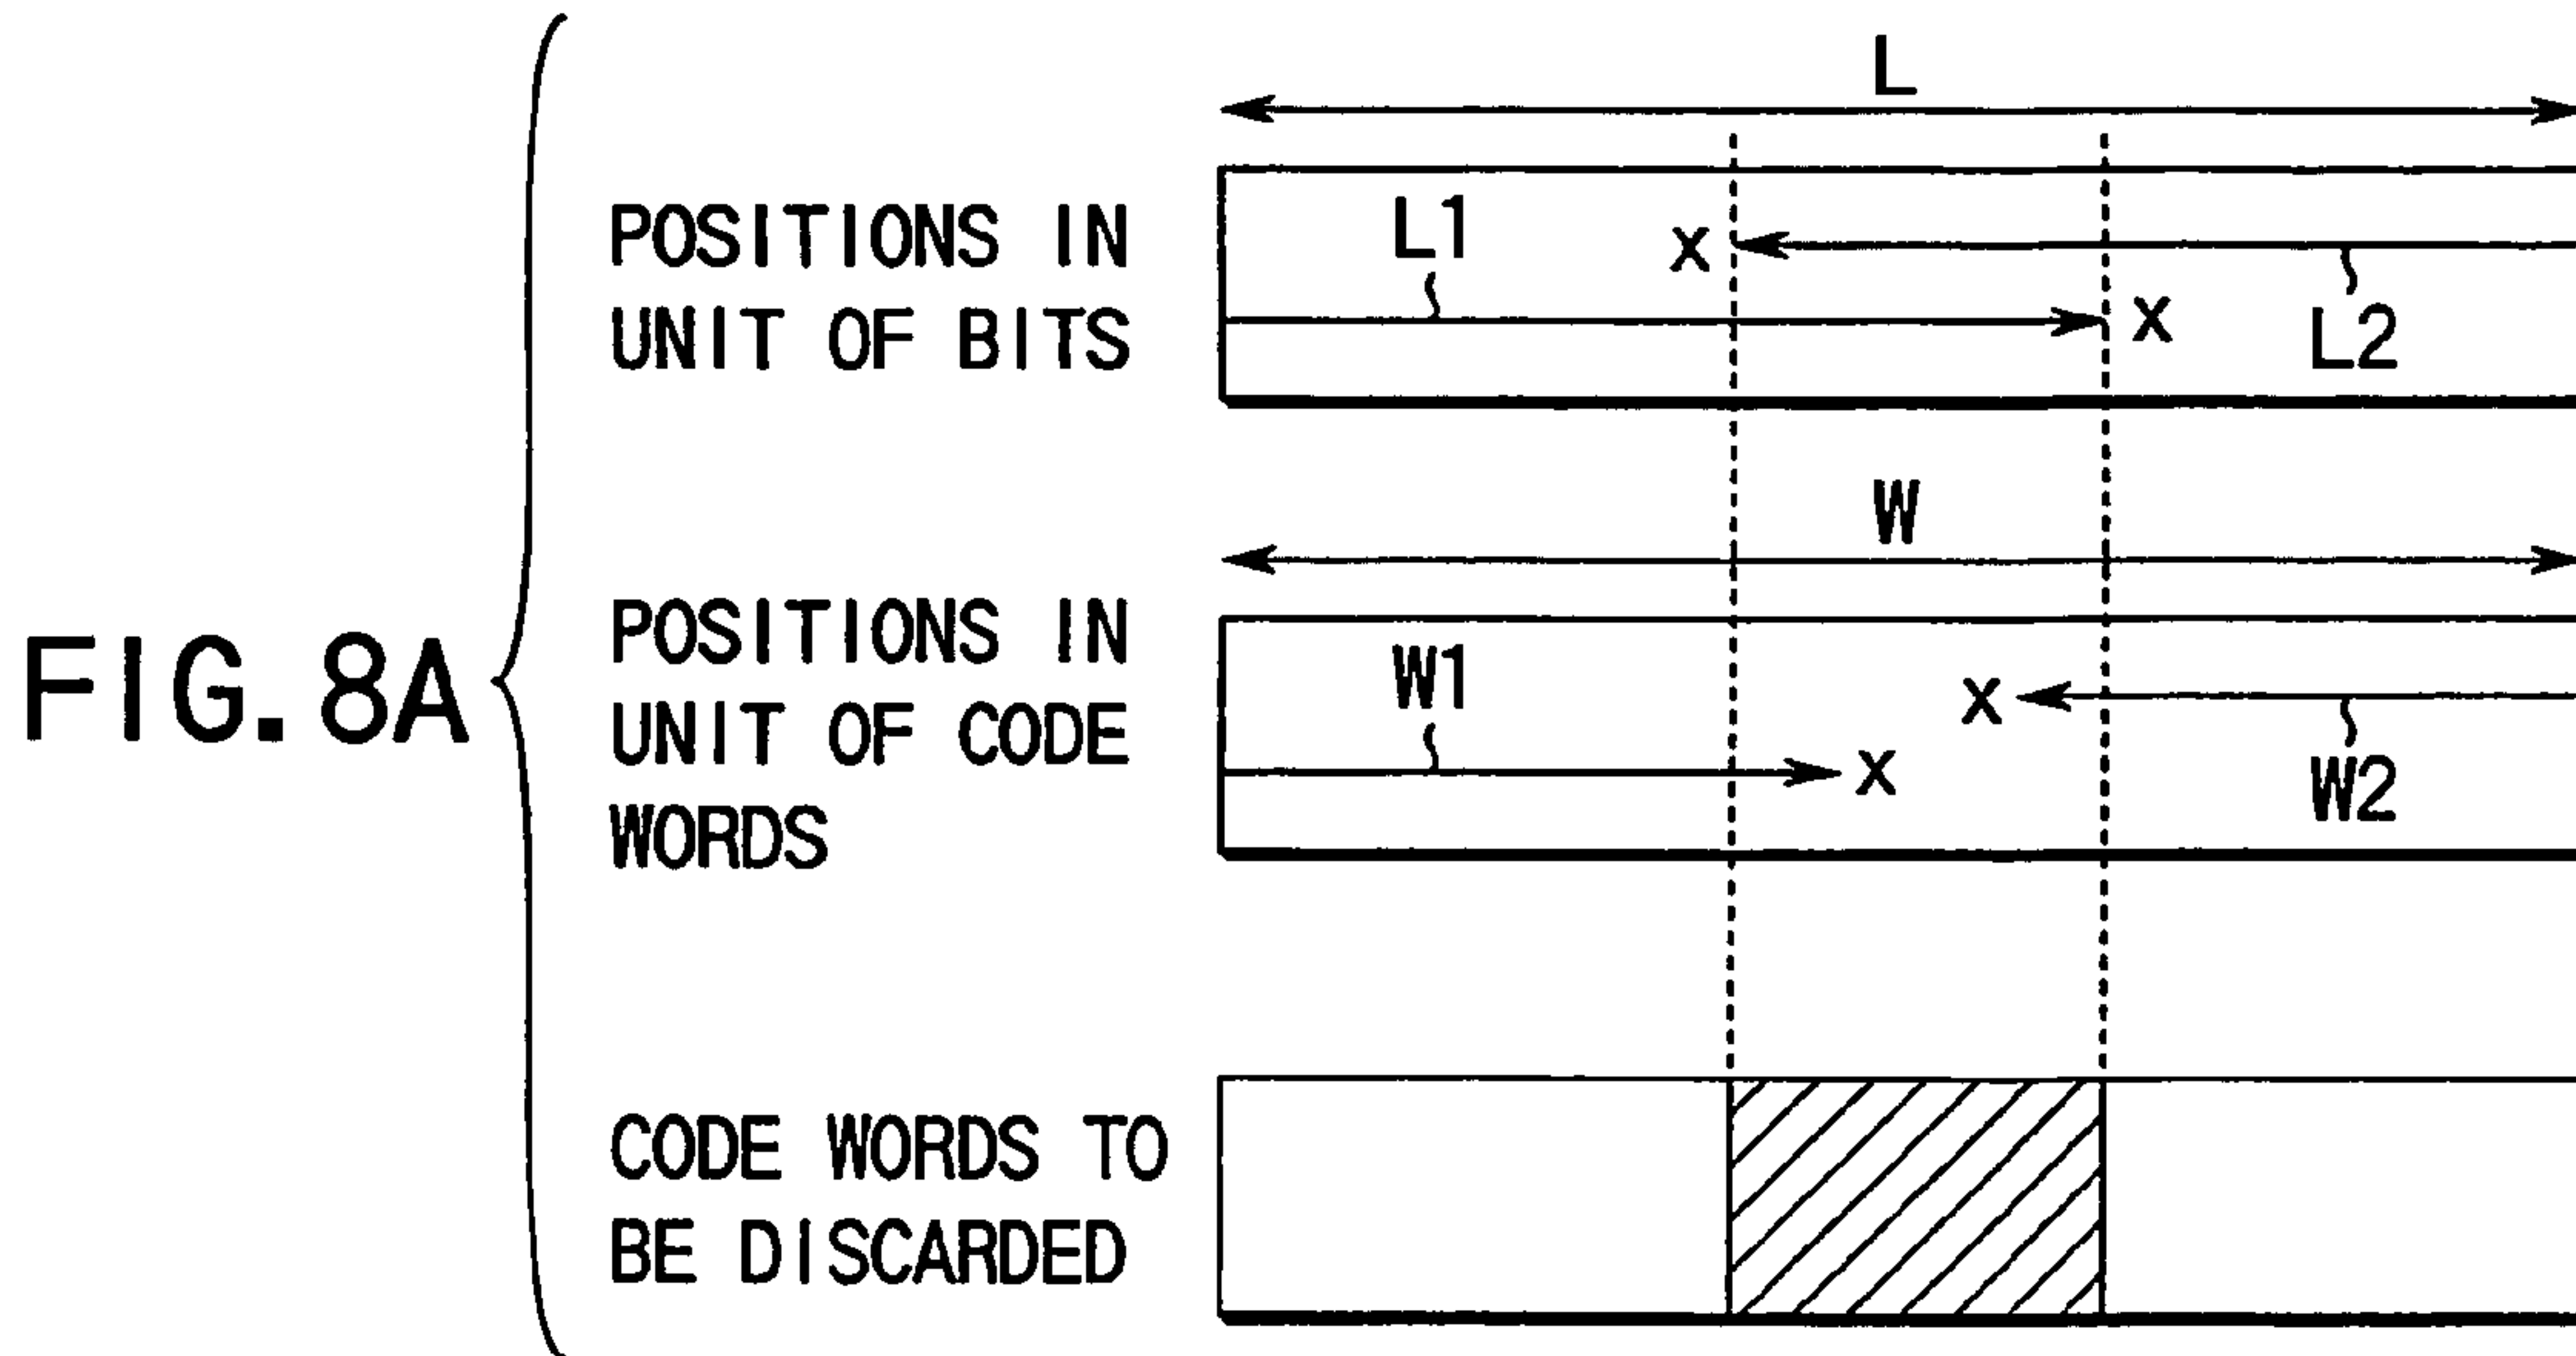 FIG. 8A
L
POSITIONS IN
UNIT OF BITS
L1
x
x
L2
W
POSITIONS IN
UNIT OF CODE
WORDS
W1
x
x
W2
CODE WORDS TO
BE DISCARDED